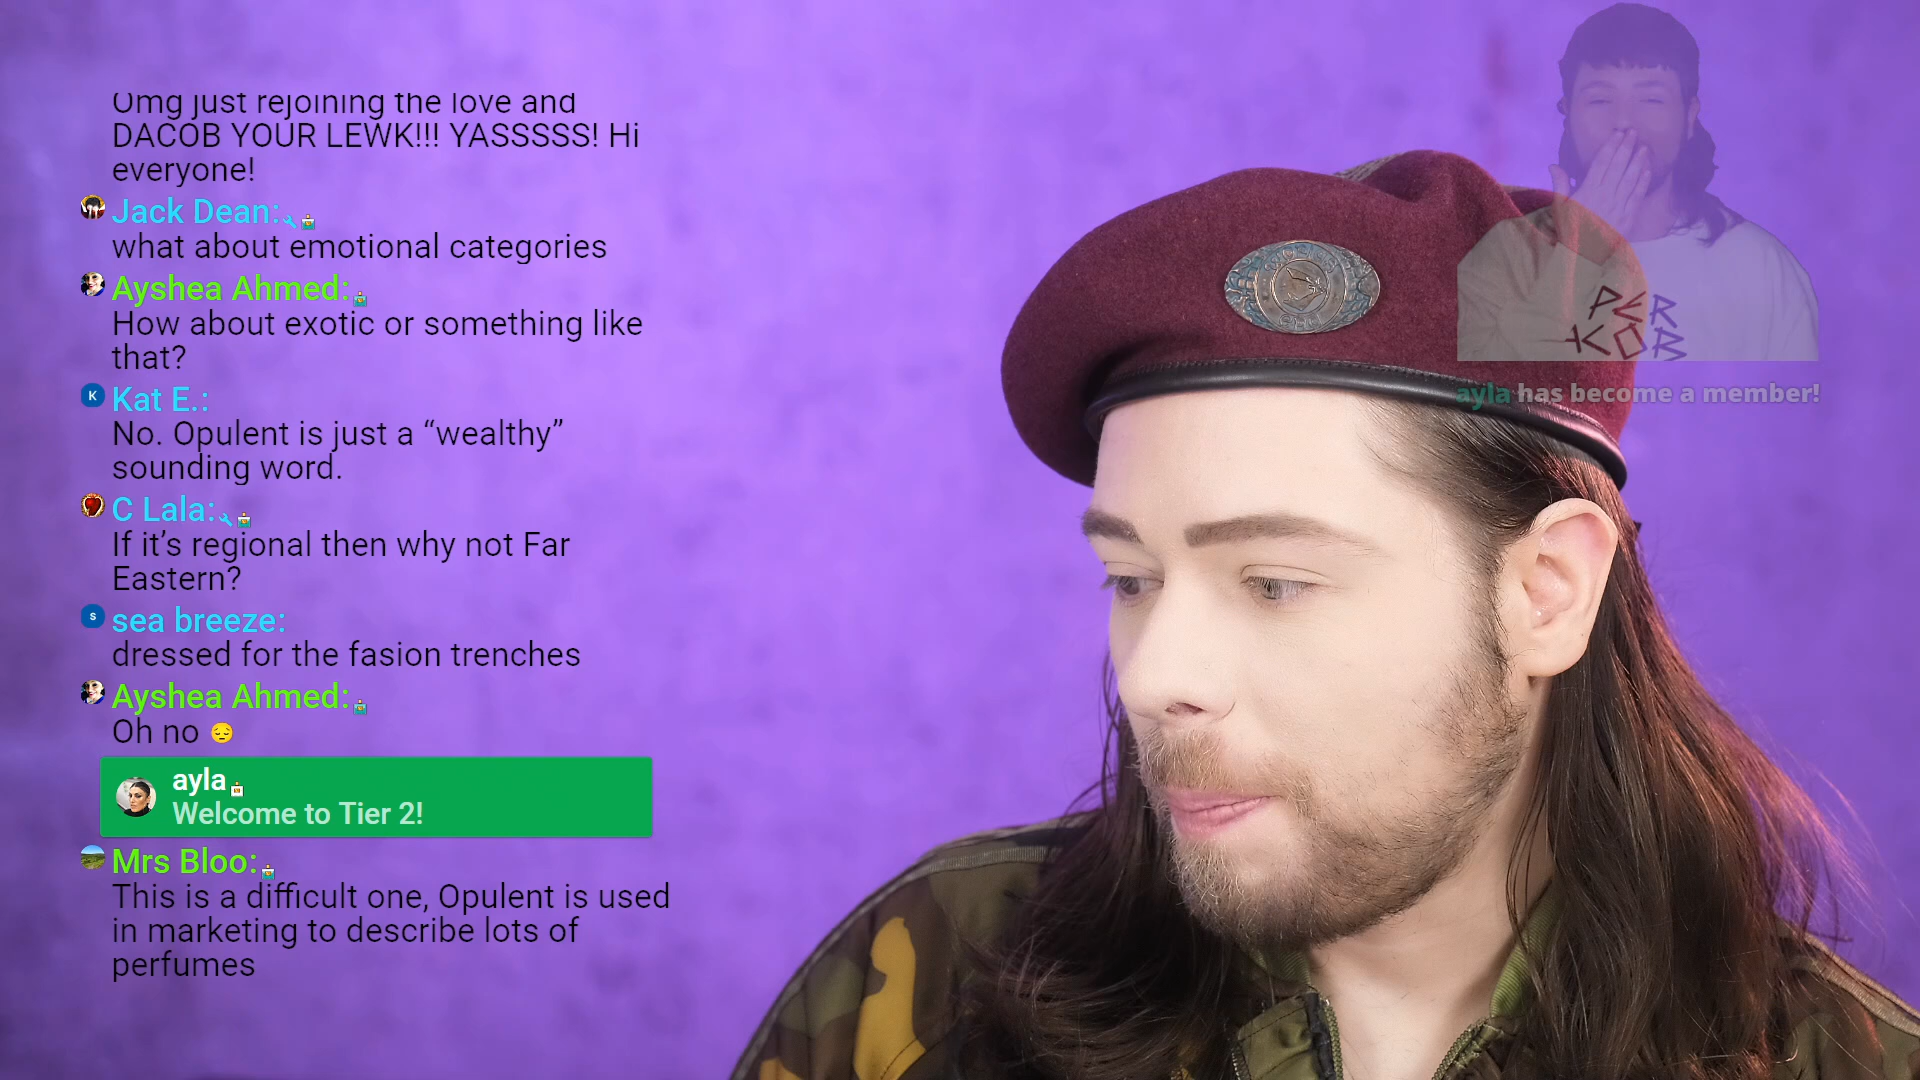 Omg just rejoining the love and
DACOB YOUR LEWK!!! YASSSSS! Hi
everyone!
Jack Dean:
what about emotional categories
Ayshea Ahmed:
How about exotic or something like
that?
K
Kat E.:
No. Opulent is just a “wealthy”
sounding word.
C Lala:
If it’s regional then why not Far
Eastern?
s
sea breeze:
dressed for the fasion trenches
Ayshea Ahmed:
Oh no 😔
ayla
Welcome to Tier 2!
Mrs Bloo:
This is a difficult one, Opulent is used
in marketing to describe lots of
perfumes
PER
KOB
ayla has become a member!